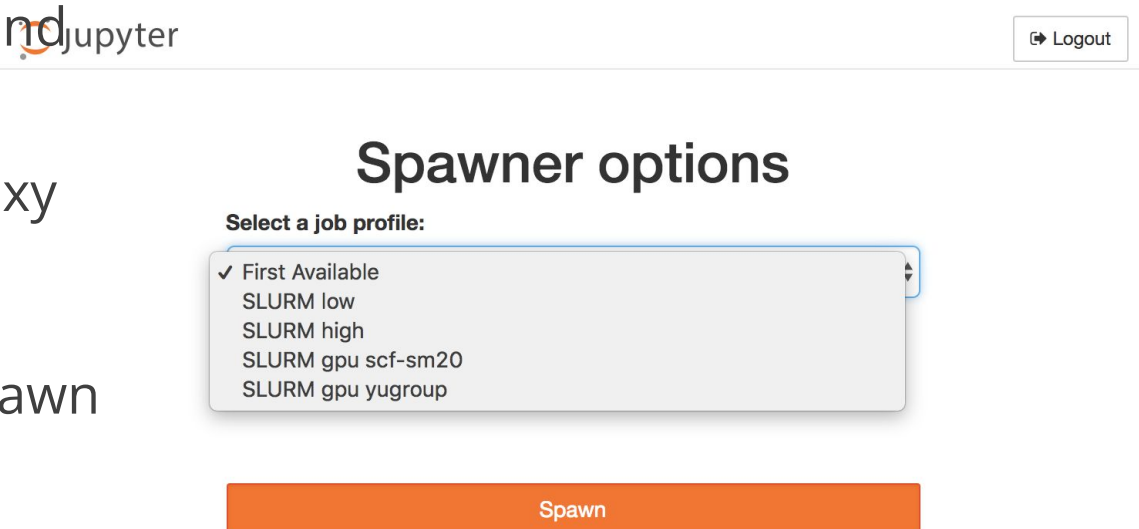 nd
jupyter
Logout
Spawner options
xy
Select a job profile:
✓ First Available
SLURM low
SLURM high
SLURM gpu scf-sm20
SLURM gpu yugroup
awn
Spawn